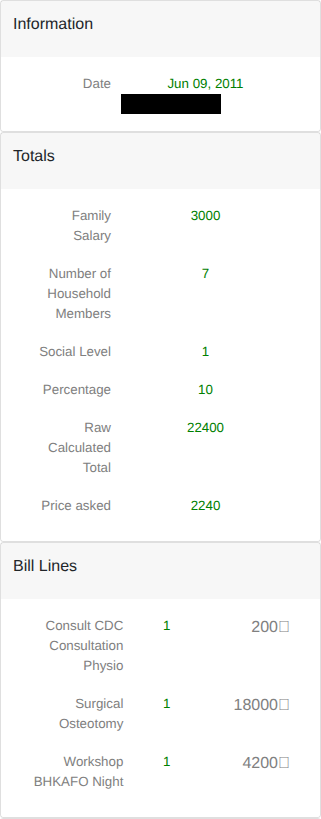 Information
Date Jun 09, 2011
Totals
Family 3000
Salary
Number of 7
Household
Members
Social Level 1
Percentage 10
Raw 22400
Calculated
Total
Price asked 2240
Bill Lines
Consult CDC 1 200
Consultation
Physio
Surgical 1 18000
Osteotomy
Workshop 1 4200
BHKAFO Night